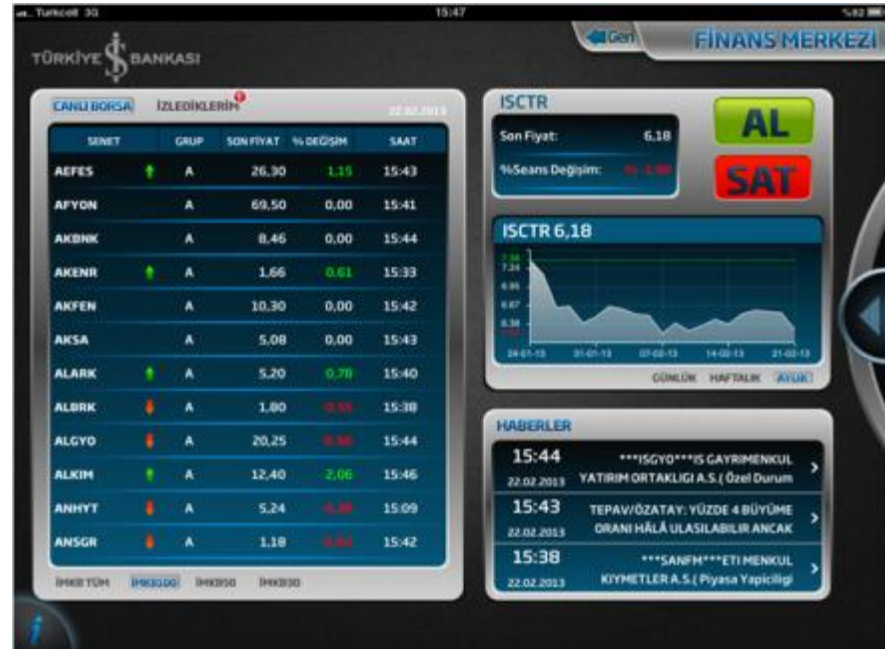 Turkcell 3G 15:47 %82
TÜRKİYE İŞ BANKASI
Geri
FİNANS MERKEZİ
CANLI BORSA İZLEDİKLERİM
22.02.2013
SENET GRUP SON FİYAT % DEĞİŞİM SAAT
AEFES A 26,30 1,15 15:43
AFYON A 69,50 0,00 15:41
AKBNK A 8,46 0,00 15:44
AKENR A 1,66 0,61 15:33
AKFEN A 10,30 0,00 15:42
AKSA A 5,08 0,00 15:43
ALARK A 5,20 0,78 15:40
ALBRK A 1,80 15:38
ALGYO A 20,25 15:44
ALKIM A 12,40 2,06 15:46
ANHYT A 5,24 15:09
ANSGR A 1,18 15:42
İMKB TÜM İMKB100 İMKB50 İMKB30
ISCTR
Son Fiyat: 6,18
%Seans Değişim:
AL
SAT
ISCTR 6,18
7.24
6.95
6.67
6.38
24-01-13 31-01-13 07-02-13 14-02-13 21-02-13
GÜNLÜK HAFTALIK AYLIK
HABERLER
15:44 ***ISGYO***IS GAYRIMENKUL
22.02.2013 YATIRIM ORTAKLIGI A.S.( Özel Durum
15:43 TEPAV/ÖZATAY: YÜZDE 4 BÜYÜME
22.02.2013 ORANI HÂLÂ ULASILABILIR ANCAK
15:38 ***SANFM***ETI MENKUL
22.02.2013 KIYMETLER A.S.( Piyasa Yapiciligi
i